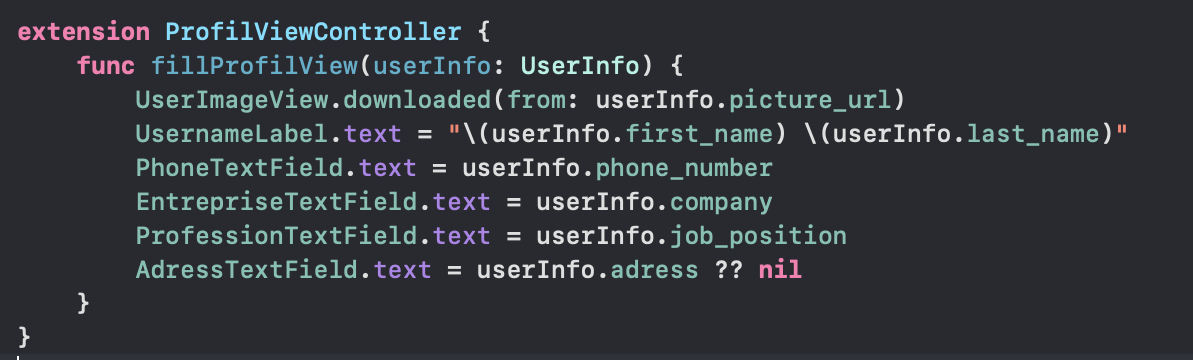 extension ProfilViewController {
    func fillProfilView(userInfo: UserInfo) {
        UserImageView.downloaded(from: userInfo.picture_url)
        UsernameLabel.text = "\(userInfo.first_name) \(userInfo.last_name)"
        PhoneTextField.text = userInfo.phone_number
        EntrepriseTextField.text = userInfo.company
        ProfessionTextField.text = userInfo.job_position
        AdressTextField.text = userInfo.adress ?? nil
    }
}